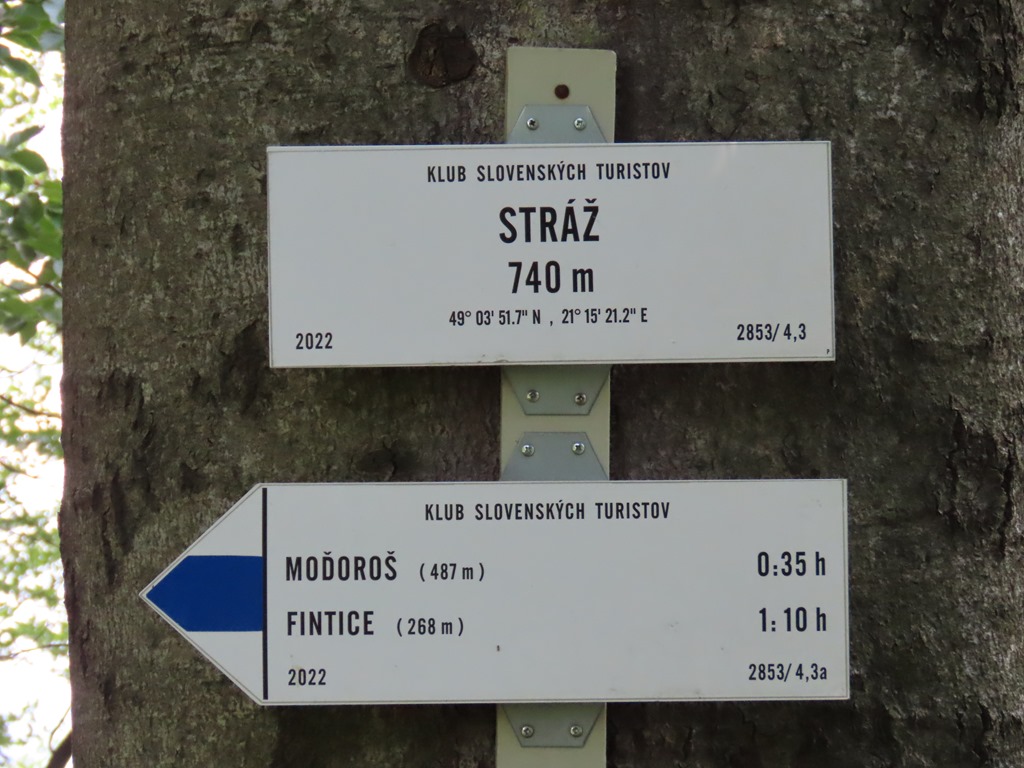 KLUB SLOVENSKÝCH TURISTOV
STRÁŽ
740 m
49° 03' 51.7" N , 21° 15' 21.2" E
2022 2853/4,3
KLUB SLOVENSKÝCH TURISTOV
MOĎOROŠ (487 m) 0:35 h
FINTICE (268 m) 1:10 h
2022 2853/4,3a